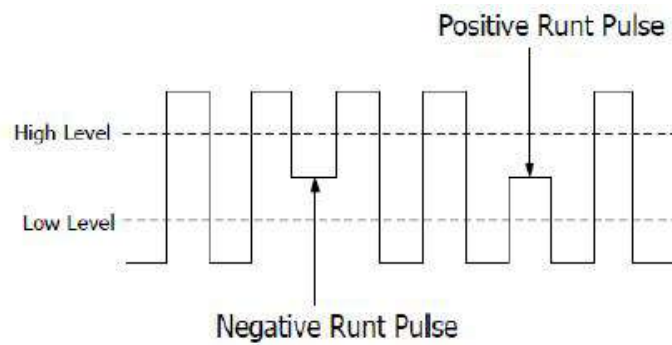 Positive Runt Pulse
High Level
Low Level
Negative Runt Pulse